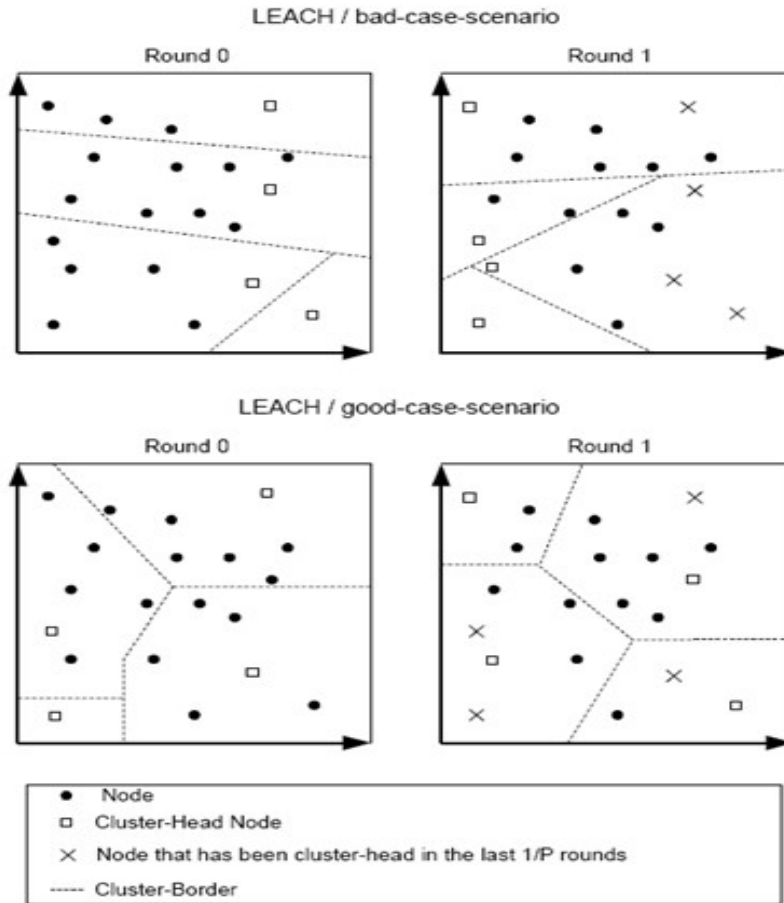 LEACH / bad-case-scenario
Round 0
Round 1
LEACH / good-case-scenario
Round 0
Round 1
Node
Cluster-Head Node
Node that has been cluster-head in the last 1/P rounds
Cluster-Border